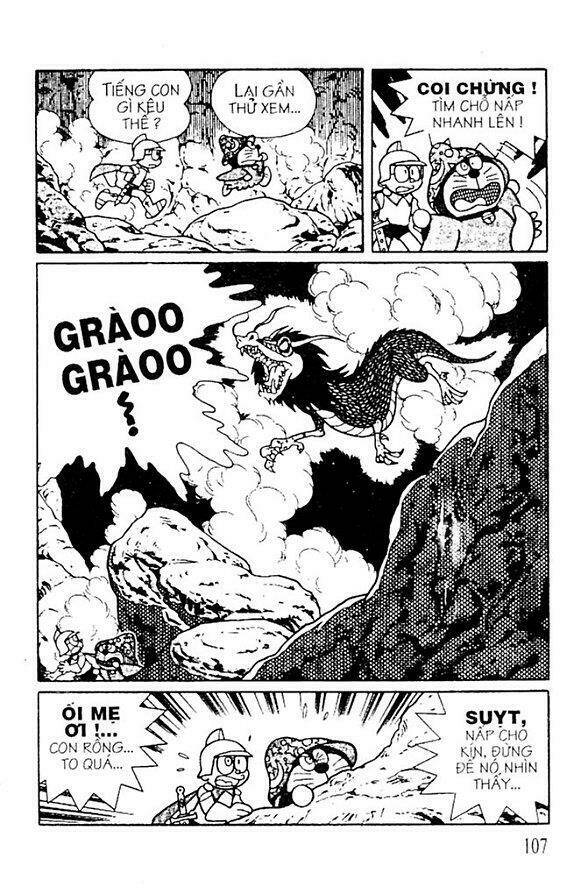 TIẾNG CON
GÌ KÊU
THẾ ?
LẠI GẦN
THỬ XEM...
COI CHỪNG !
TÌM CHỖ NẤP
NHANH LÊN !
GRÀOO
GRÀOO
ỐI MẸ
ƠI !...
CON RỒNG...
TO QUÁ...
SUYT,
NẤP CHO
KÍN, ĐỪNG
ĐỂ NÓ NHÌN
THẤY...
107